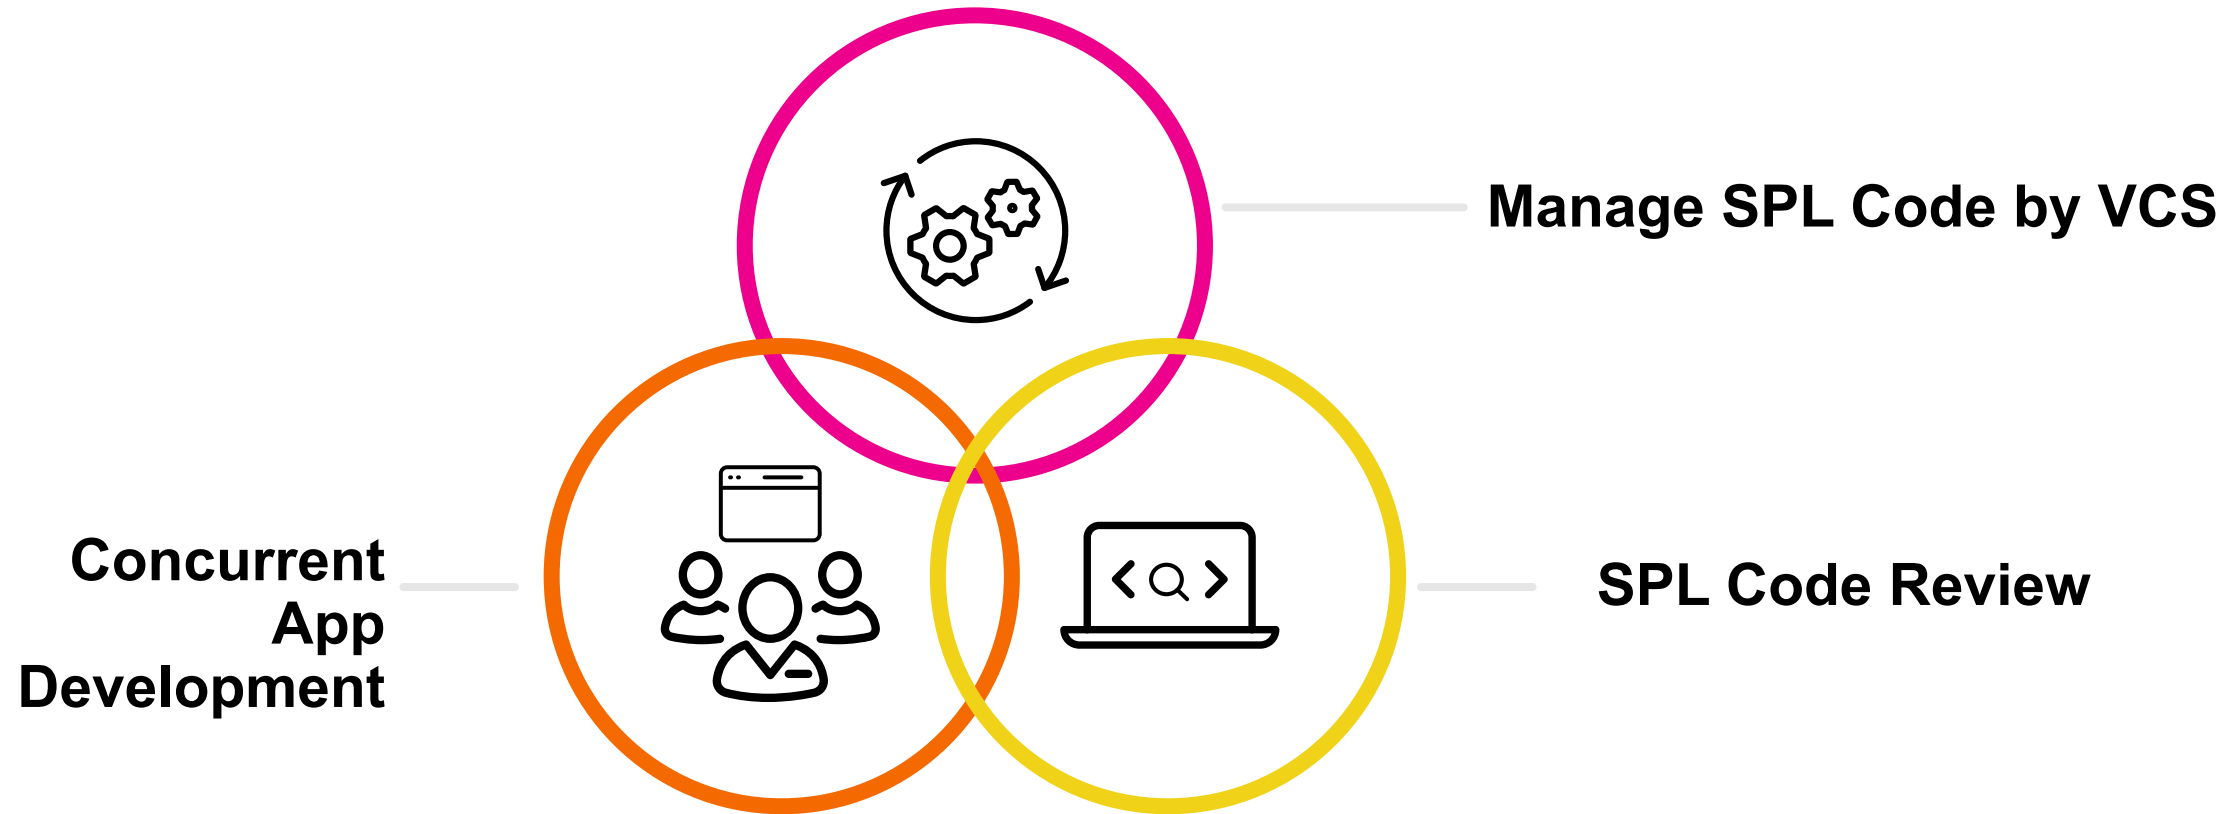 Manage SPL Code by VCS
Concurrent
App
Development
SPL Code Review